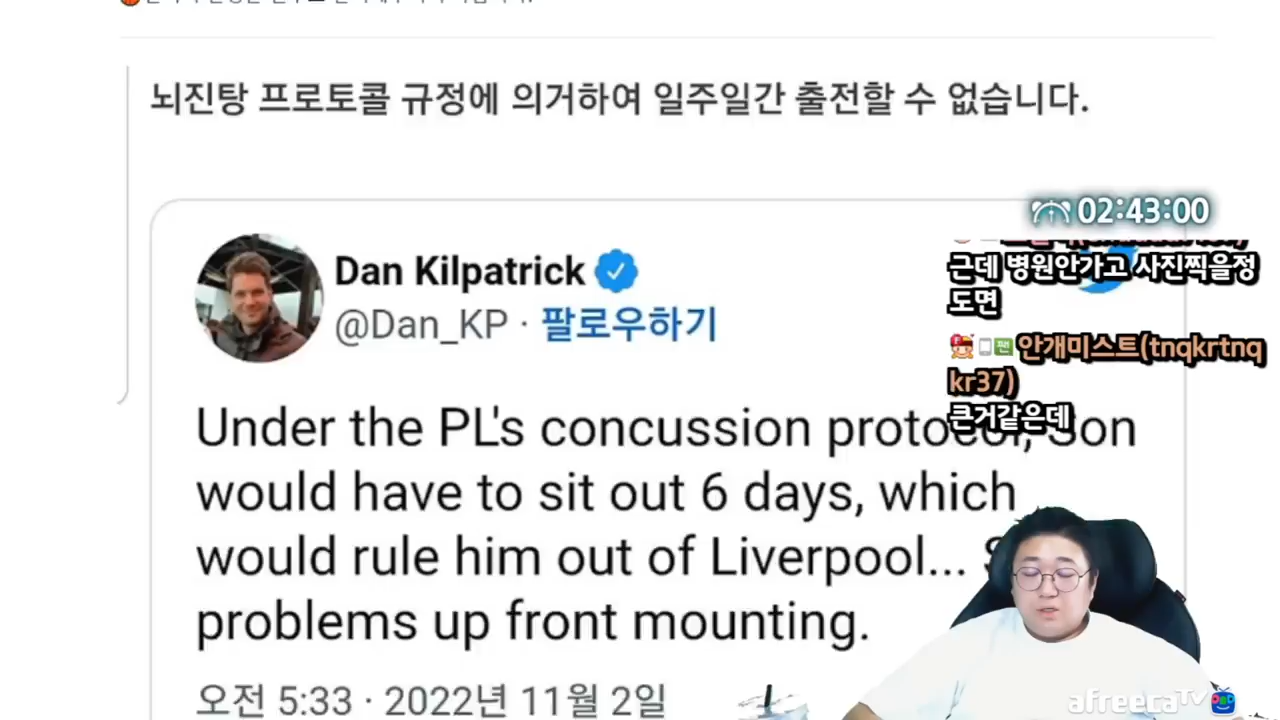 뇌진탕 프로토콜 규정에 의거하여 일주일간 출전할 수 없습니다.
02:43:00
Dan Kilpatrick
@Dan_KP · 팔로우하기
근데 병원안가고 사진찍을정
도면
안개미스트(tnqkrtnq
kr37)
큰거같은데
Under the PL's concussion protocol, Son
would have to sit out 6 days, which
would rule him out of Liverpool...
problems up front mounting.
오전 5:33 · 2022년 11월 2일
afreecaTV